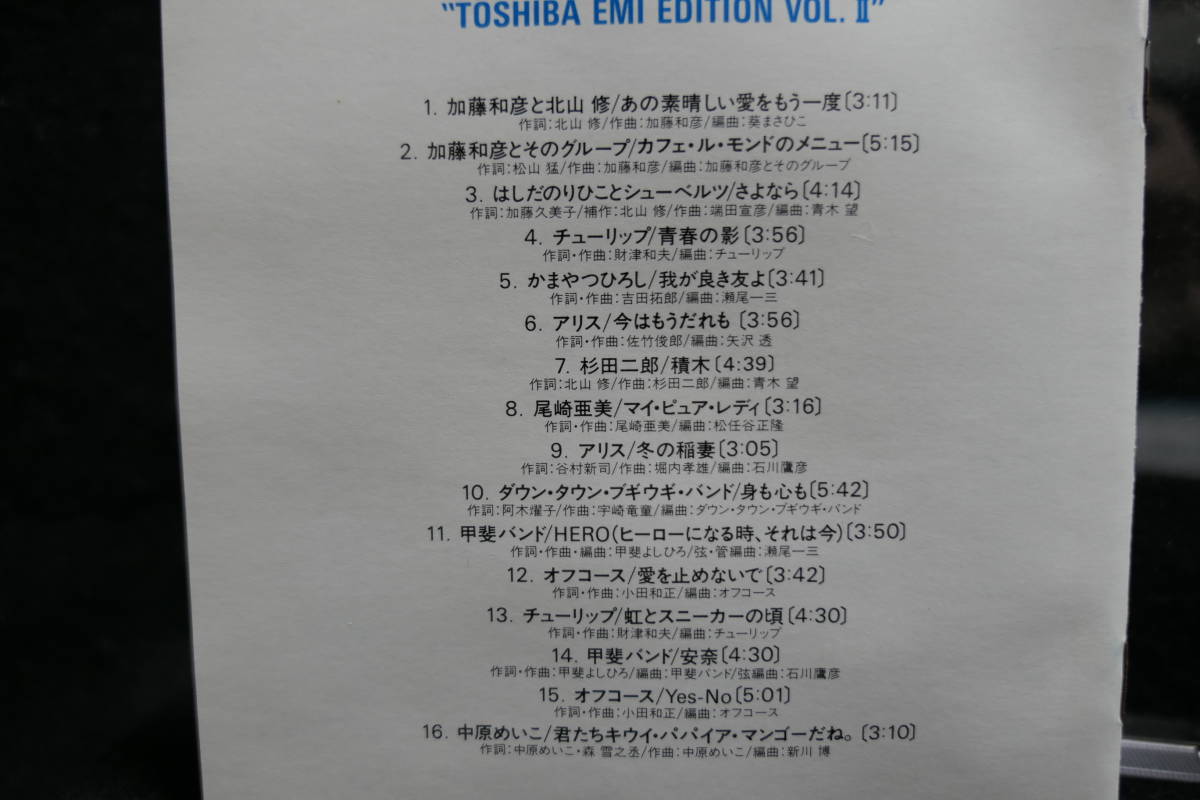 "TOSHIBA EMI EDITION VOL. Ⅱ"
1. 加藤和彦と北山 修/あの素晴しい愛をもう一度〔3:11〕
作詞:北山 修/作曲:加藤和彦/編曲:葵まさひこ
2. 加藤和彦とそのグループ/カフェ・ル・モンドのメニュー〔5:15〕
作詞:松山 猛/作曲:加藤和彦/編曲:加藤和彦とそのグループ
3. はしだのりひことシューベルツ/さよなら〔4:14〕
作詞:加藤久美子/補作:北山 修/作曲:端田宣彦/編曲:青木 望
4. チューリップ/青春の影〔3:56〕
作詞・作曲:財津和夫/編曲:チューリップ
5. かまやつひろし/我が良き友よ〔3:41〕
作詞・作曲:吉田拓郎/編曲:瀬尾一三
6. アリス/今はもうだれも〔3:56〕
作詞・作曲:佐竹俊郎/編曲:矢沢 透
7. 杉田二郎/積木〔4:39〕
作詞:北山 修/作曲:杉田二郎/編曲:青木 望
8. 尾崎亜美/マイ・ピュア・レディ〔3:16〕
作詞・作曲:尾崎亜美/編曲:松任谷正隆
9. アリス/冬の稲妻〔3:05〕
作詞:谷村新司/作曲:堀内孝雄/編曲:石川鷹彦
10. ダウン・タウン・ブギウギ・バンド/身も心も〔5:42〕
作詞:阿木燿子/作曲:宇崎竜童/編曲:ダウン・タウン・ブギウギ・バンド
11. 甲斐バンド/HERO(ヒーローになる時、それは今)〔3:50〕
作詞・作曲・編曲:甲斐よしひろ/弦・管編曲:瀬尾一三
12. オフコース/愛を止めないで〔3:42〕
作詞・作曲:小田和正/編曲:オフコース
13. チューリップ/虹とスニーカーの頃〔4:30〕
作詞・作曲:財津和夫/編曲:チューリップ
14. 甲斐バンド/安奈〔4:30〕
作詞・作曲:甲斐よしひろ/編曲:甲斐バンド/弦編曲:石川鷹彦
15. オフコース/Yes-No〔5:01〕
作詞・作曲:小田和正/編曲:オフコース
16. 中原めいこ/君たちキウイ・パパイア・マンゴーだね。〔3:10〕
作詞:中原めいこ・森 雪之丞/作曲:中原めいこ/編曲:新川 博